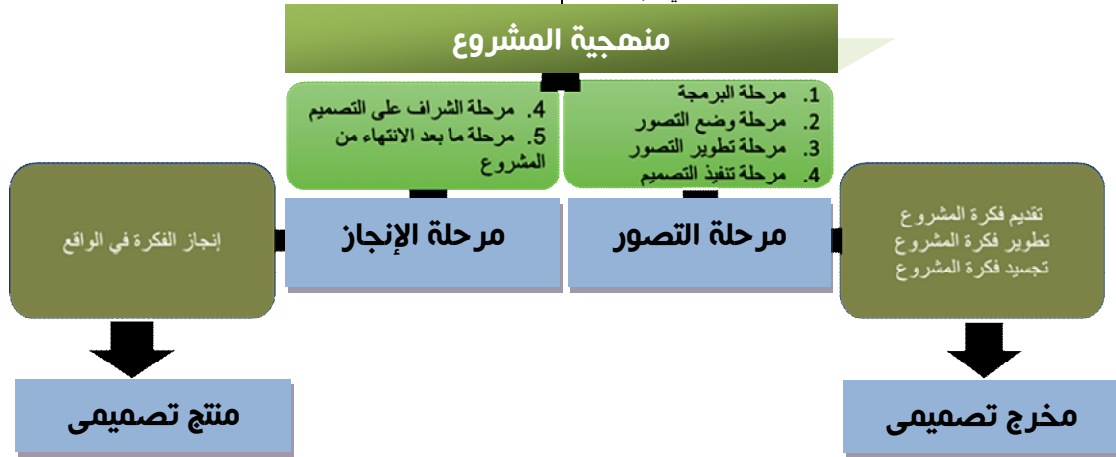 منهجية المشروع
1. مرحلة البرمجة
2. مرحلة وضع التصور
3. مرحلة تطوير التصور
4. مرحلة تنفيذ التصميم
4. مرحلة الشراف على التصميم
5. مرحلة ما بعد الانتهاء من
المشروع
مرحلة التصور
مرحلة الإنجاز
تقديم فكرة المشروع
تطوير فكرة المشروع
تجسيد فكرة المشروع
إنجاز الفكرة في الواقع
مخرج تصميمى
منتج تصميمى